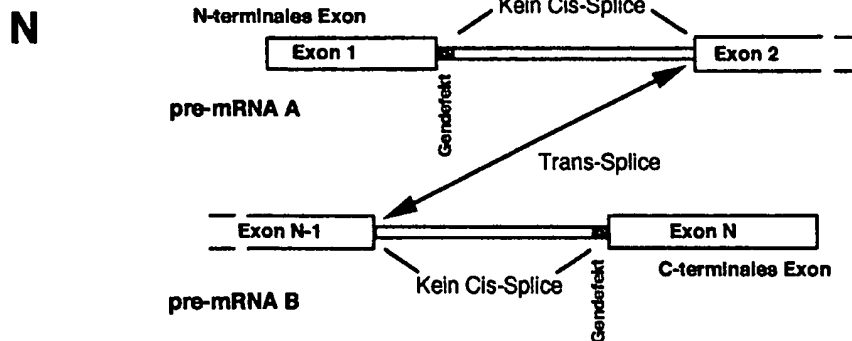 N
Kein Cis-Splice
N-terminales Exon
Exon 1
Exon 2
Gendefekt
pre-mRNA A
Trans-Splice
Exon N-1
Exon N
Kein Cis-Splice
C-terminales Exon
Gendefekt
pre-mRNA B